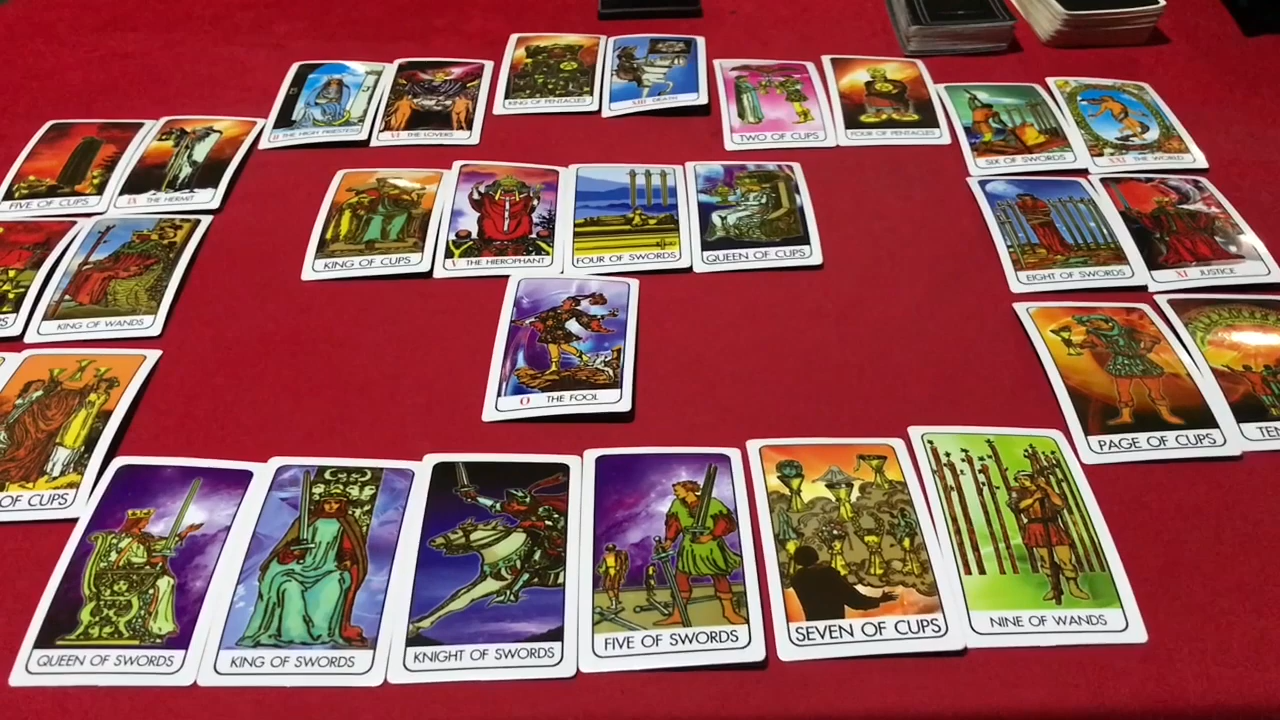 KING OF PENTACLES
XIII DEATH
II THE HIGH PRIESTESS
VI THE LOVERS
TWO OF CUPS
FOUR OF PENTACLES
SIX OF SWORDS
XXI THE WORLD
FIVE OF CUPS
IX THE HERMIT
KING OF CUPS
V THE HIEROPHANT
FOUR OF SWORDS
QUEEN OF CUPS
EIGHT OF SWORDS
XI JUSTICE
KING OF WANDS
0 THE FOOL
PAGE OF CUPS
TEN
OF CUPS
QUEEN OF SWORDS
KING OF SWORDS
KNIGHT OF SWORDS
FIVE OF SWORDS
SEVEN OF CUPS
NINE OF WANDS